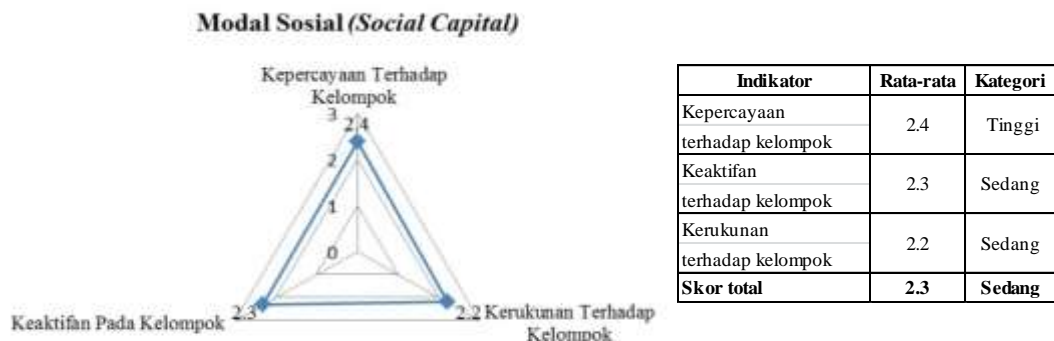 Modal Sosial (Social Capital)
Kepercayaan Terhadap
Kelompok
3
2.4
2
1
0
2.3
2.2
Keaktifan Pada Kelompok
Kerukunan Terhadap
Kelompok
Indikator Rata-rata Kategori
Kepercayaan
terhadap kelompok 2.4 Tinggi
Keaktifan
terhadap kelompok 2.3 Sedang
Kerukunan
terhadap kelompok 2.2 Sedang
Skor total 2.3 Sedang